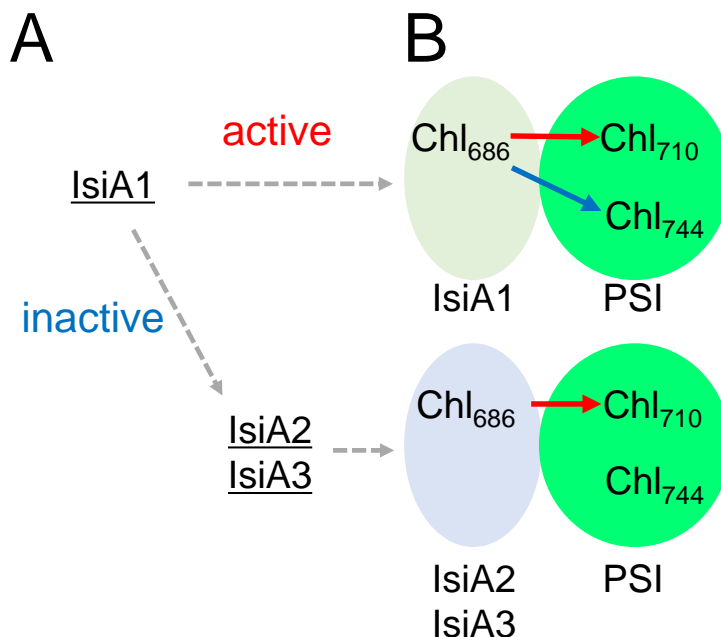 A
B
active
IsiA1
inactive
IsiA2
IsiA3
Chl686
Chl710
Chl744
IsiA1
PSI
Chl686
Chl710
Chl744
IsiA2
IsiA3
PSI